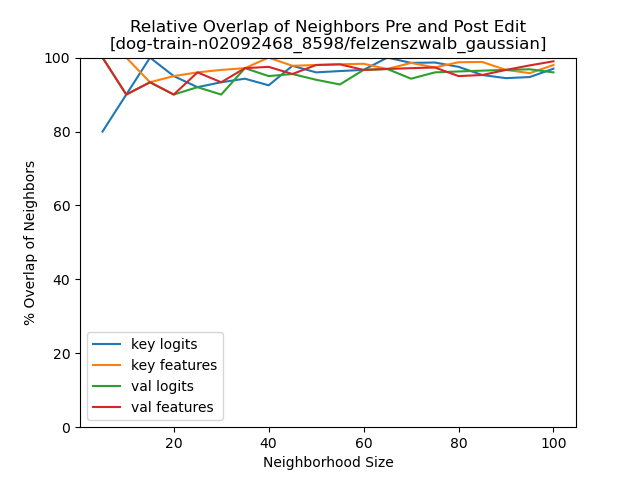 Relative Overlap of Neighbors Pre and Post Edit
[dog-train-n02092468_8598/felzenszwalb_gaussian]
100
80
60
40
20
0
% Overlap of Neighbors
key logits
key features
val logits
val features
20 40 60 80 100
Neighborhood Size